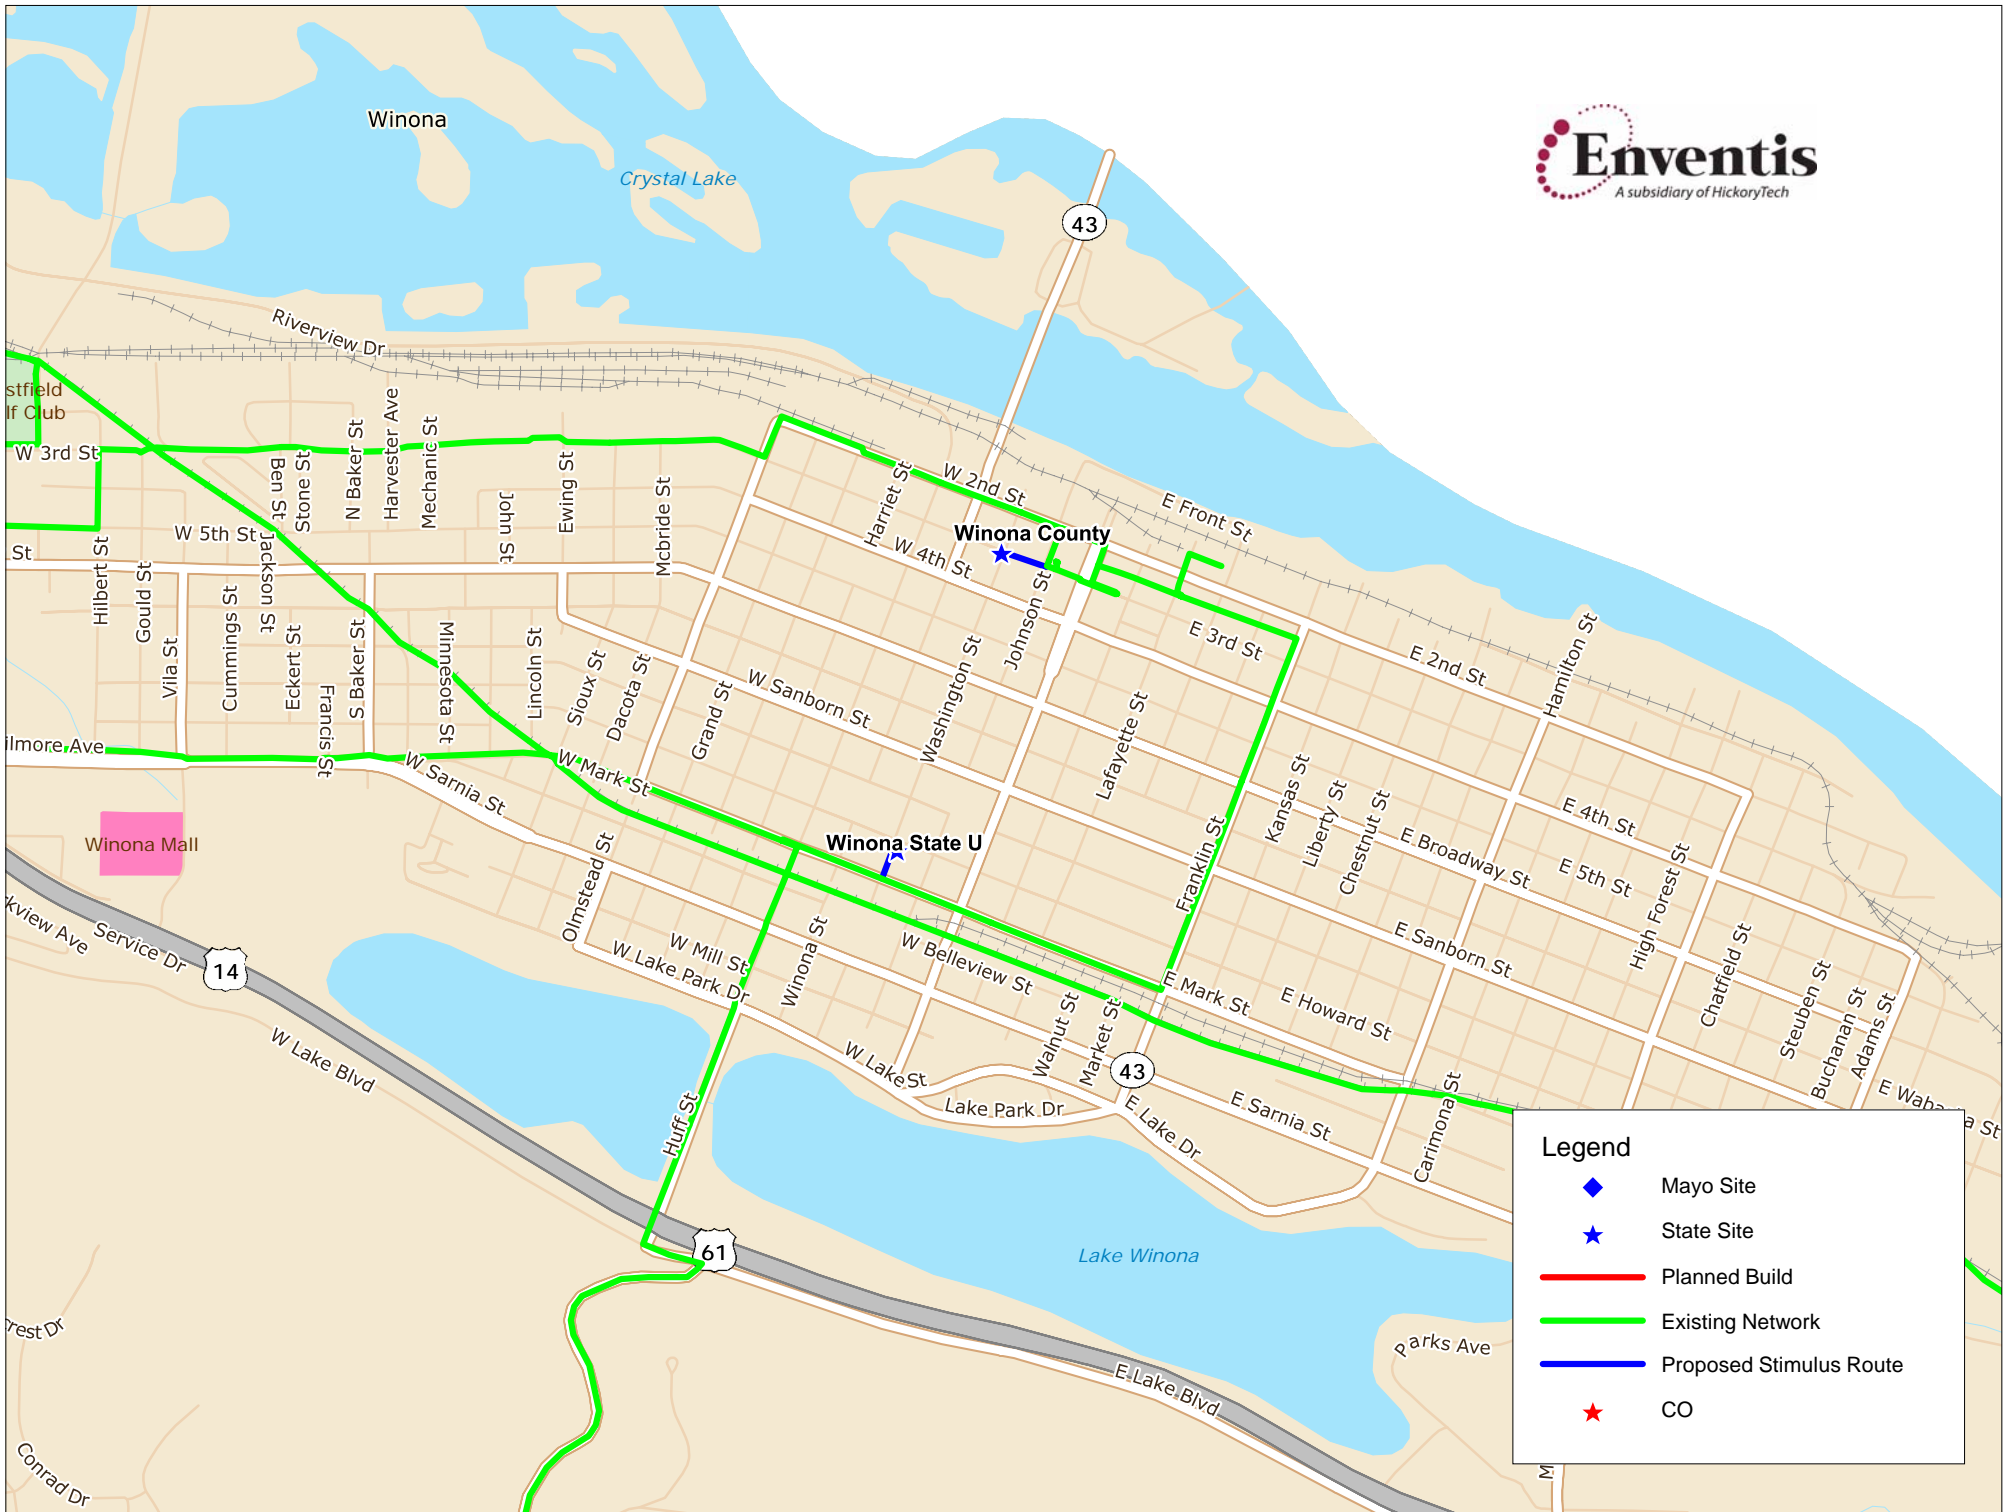 Winona
Crystal Lake
Enventis
A subsidiary of HickoryTech
43
Riverview Dr
stfield
lf Club
W 3rd St
Ben St
Stone St
N Baker St
Harvester Ave
Mechanic St
John St
Ewing St
Mcbride St
Harriet St
W 2nd St
E Front St
Winona County
W 4th St
W 5th St
St
Hilbert St
Gould St
Vila St
Cummings St
Jackson St
Eckert St
Francis St
S Baker St
Minnesota St
Lincoln St
Sioux St
Dacota St
Grand St
W Sanborn St
Washington St
Johnson St
Lafayette St
E 3rd St
E 2nd St
Hamilton St
ilmore Ave
W Sarnia St
W Mark St
Winona State U
Winona Mall
Olmstead St
Franklin St
Kansas St
Liberty St
Chestnut St
E Broadway St
E 4th St
E 5th St
High Forest St
kview Ave
Service Dr
14
W Mill St
W Lake Park Dr
Winona St
W Belleview St
Walnut St
Market St
E Mark St
E Howard St
E Sanborn St
Chatfield St
Steuben St
Buchanan St
Adams St
W Lake Blvd
Huff St
W Lake St
Lake Park Dr
43
E Lake Dr
E Sarnia St
Carimona St
E Waba
a St
61
Lake Winona
Parks Ave
E Lake Blvd
crest Dr
Conrad Dr
M
Legend
Mayo Site
State Site
Planned Build
Existing Network
Proposed Stimulus Route
CO